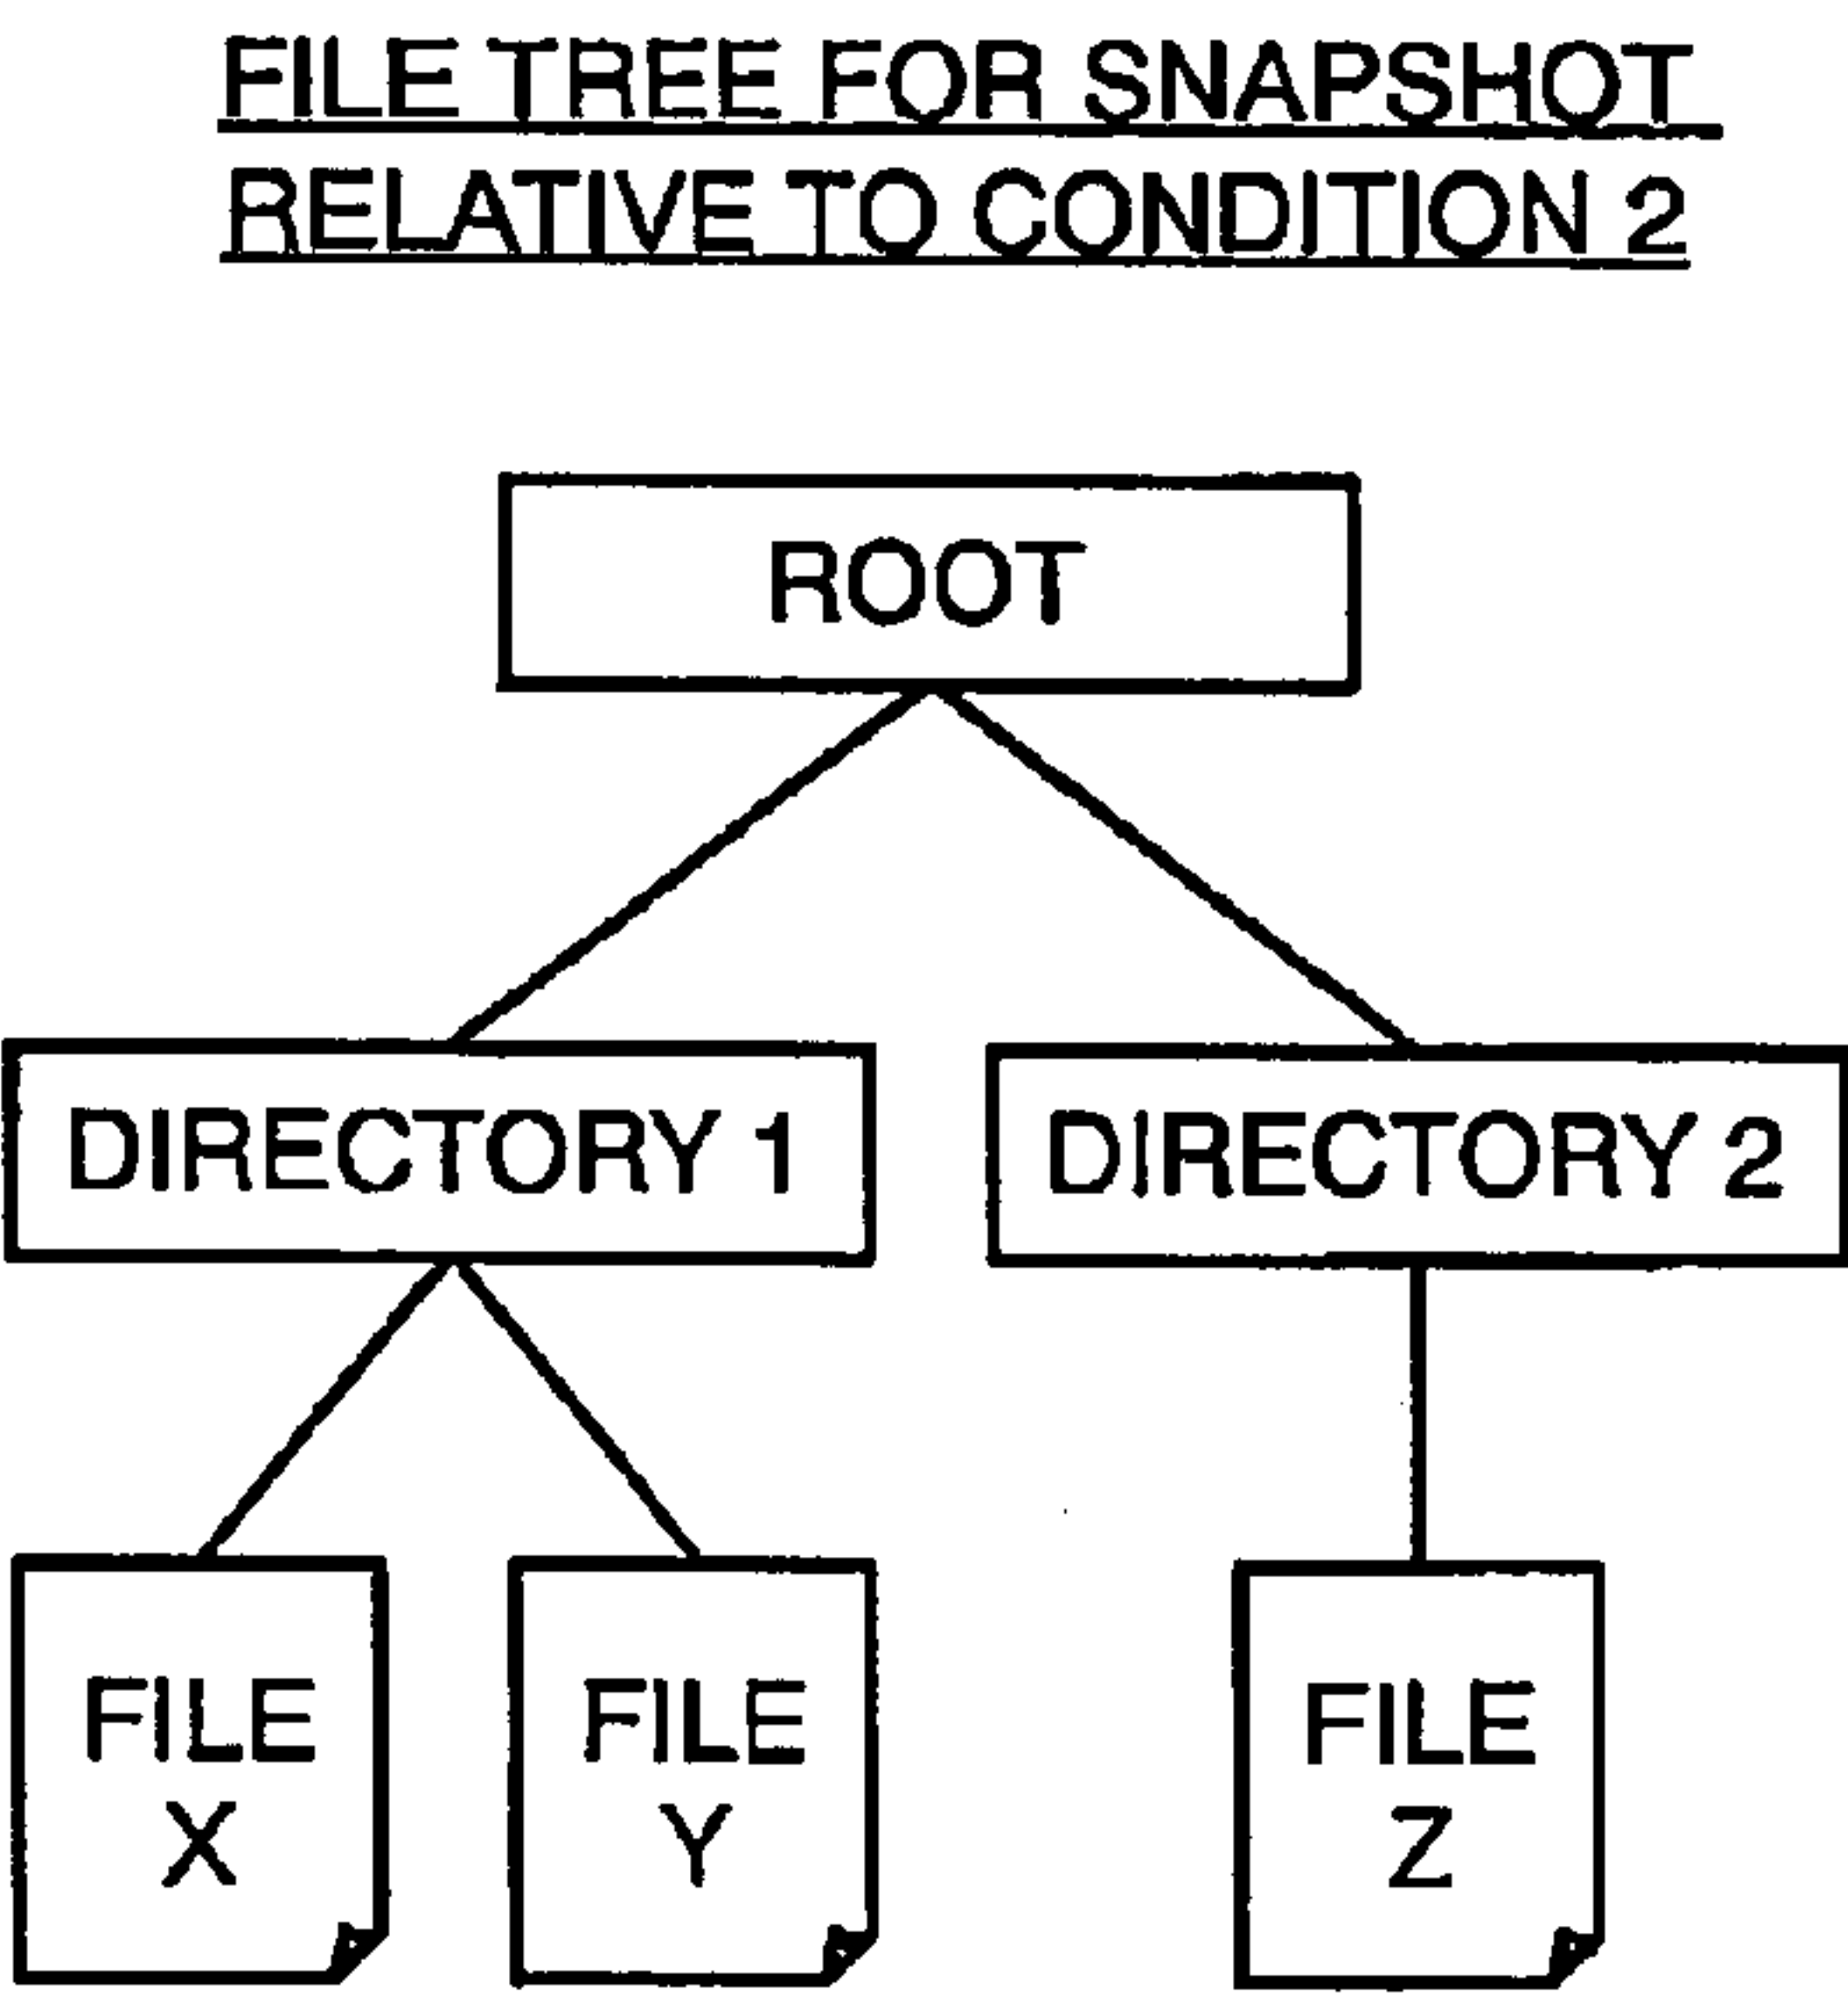 FILE TREE FOR SNAPSHOT
RELATIVE TO CONDITION 2
ROOT
DIRECTORY 1
DIRECTORY 2
FILE
X
FILE
Y
FILE
Z